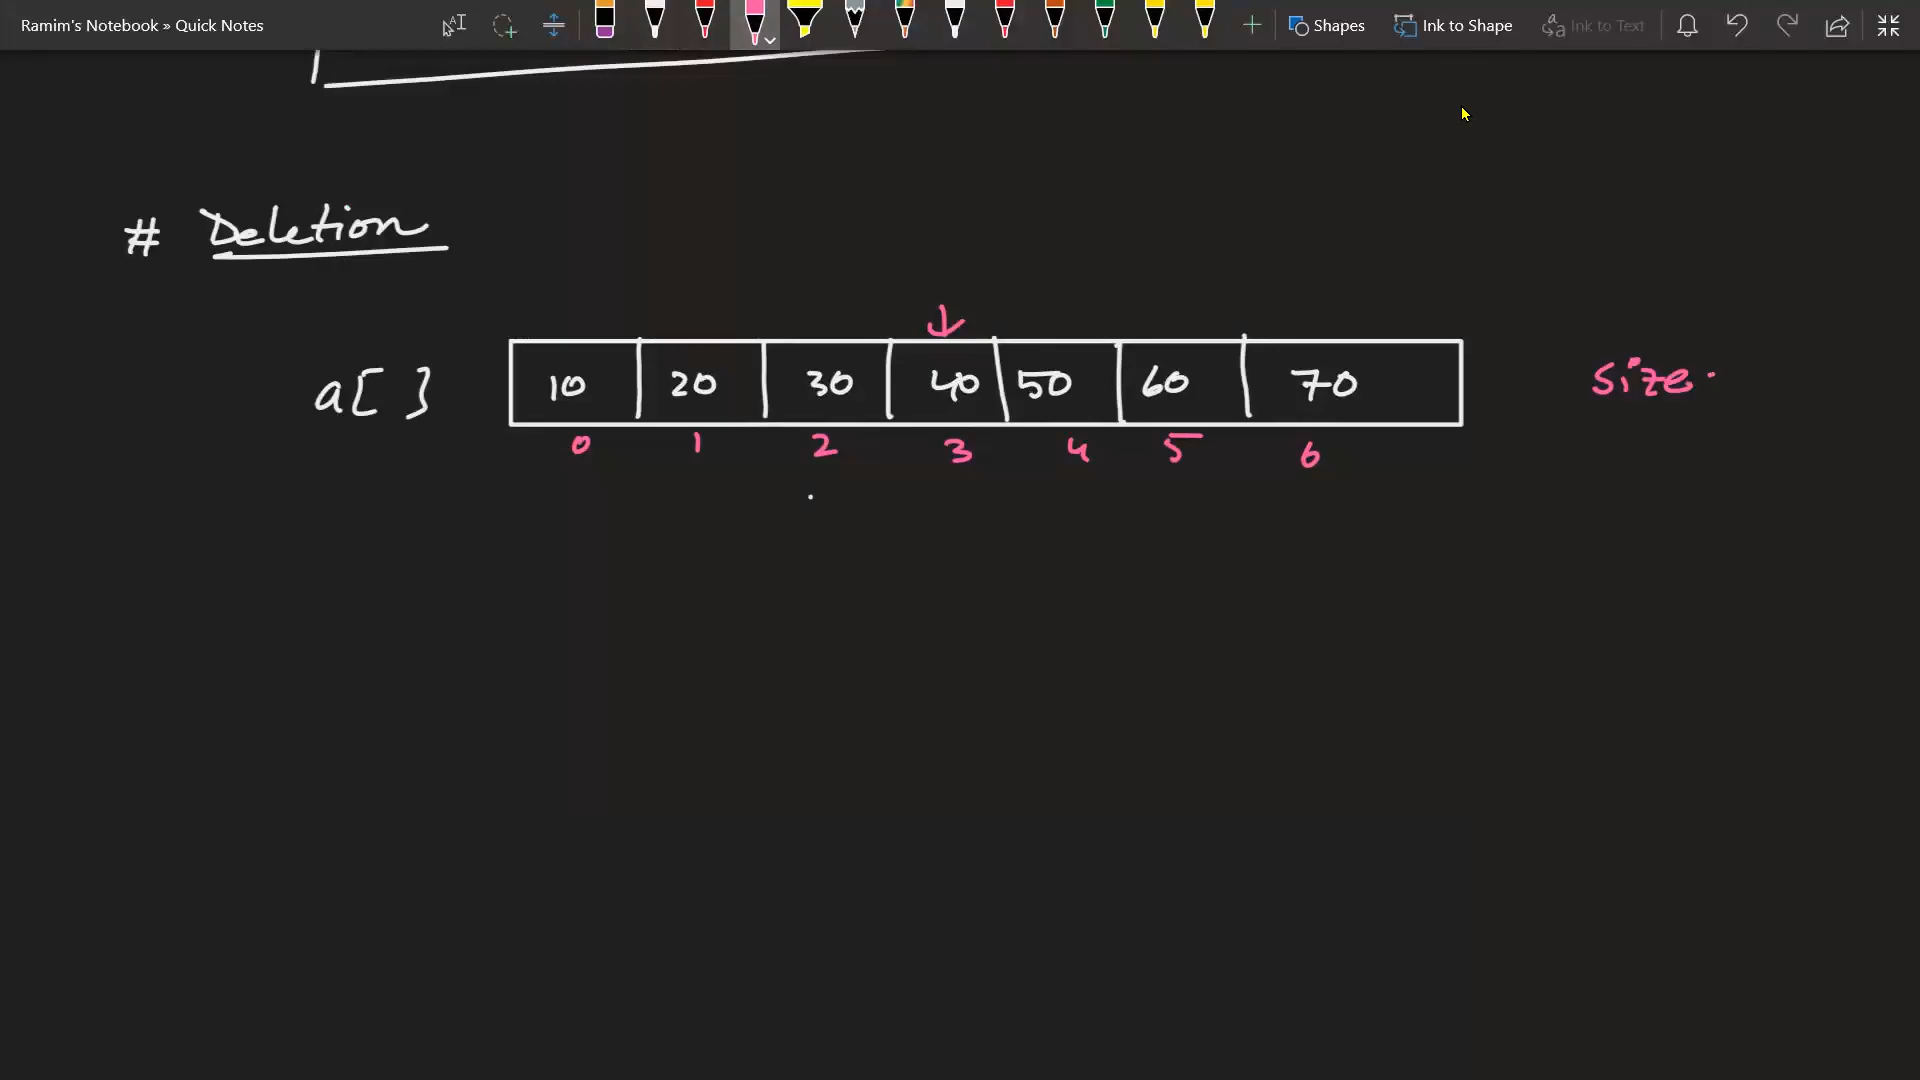 Ramim's Notebook » Quick Notes Shapes Ink to Shape Ink to Text
# Deletion
a[ ] 10 20 30 40 50 60 70 size.
0 1 2 3 4 5 6